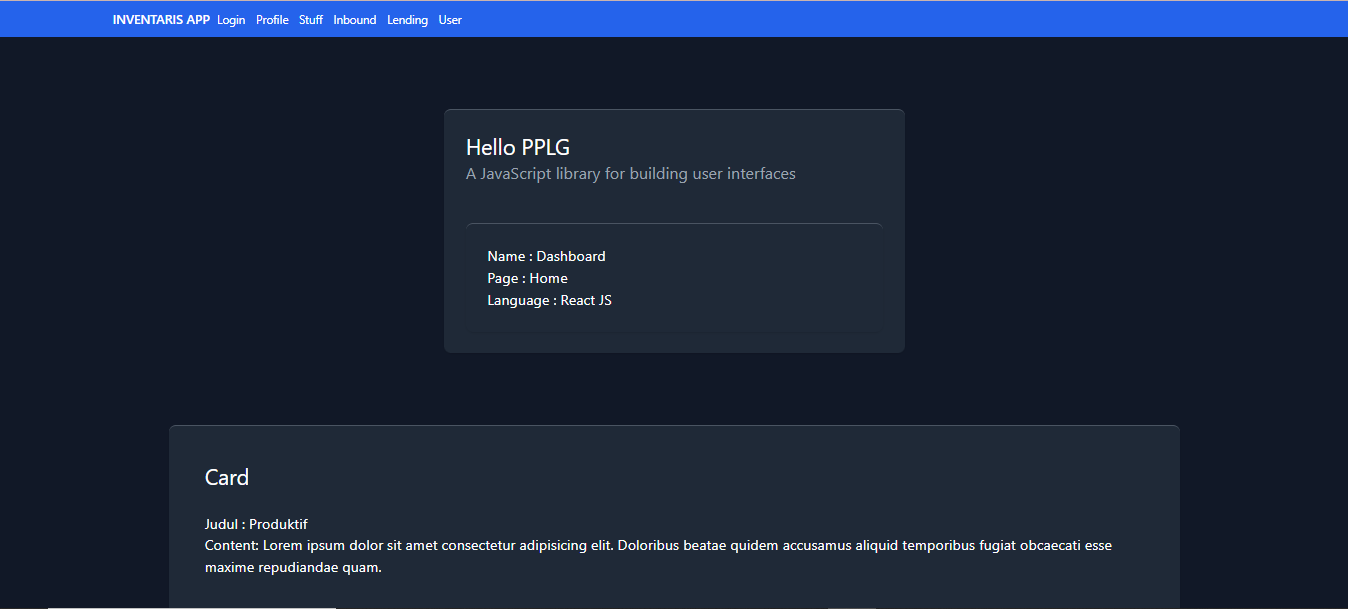 INVENTARIS APP Login Profile Stuff Inbound Lending User
Hello PPLG
A JavaScript library for building user interfaces
Name : Dashboard
Page : Home
Language : React JS
Card
Judul : Produktif
Content: Lorem ipsum dolor sit amet consectetur adipisicing elit. Doloribus beatae quidem accusamus aliquid temporibus fugiat obcaecati esse
maxime repudiandae quam.